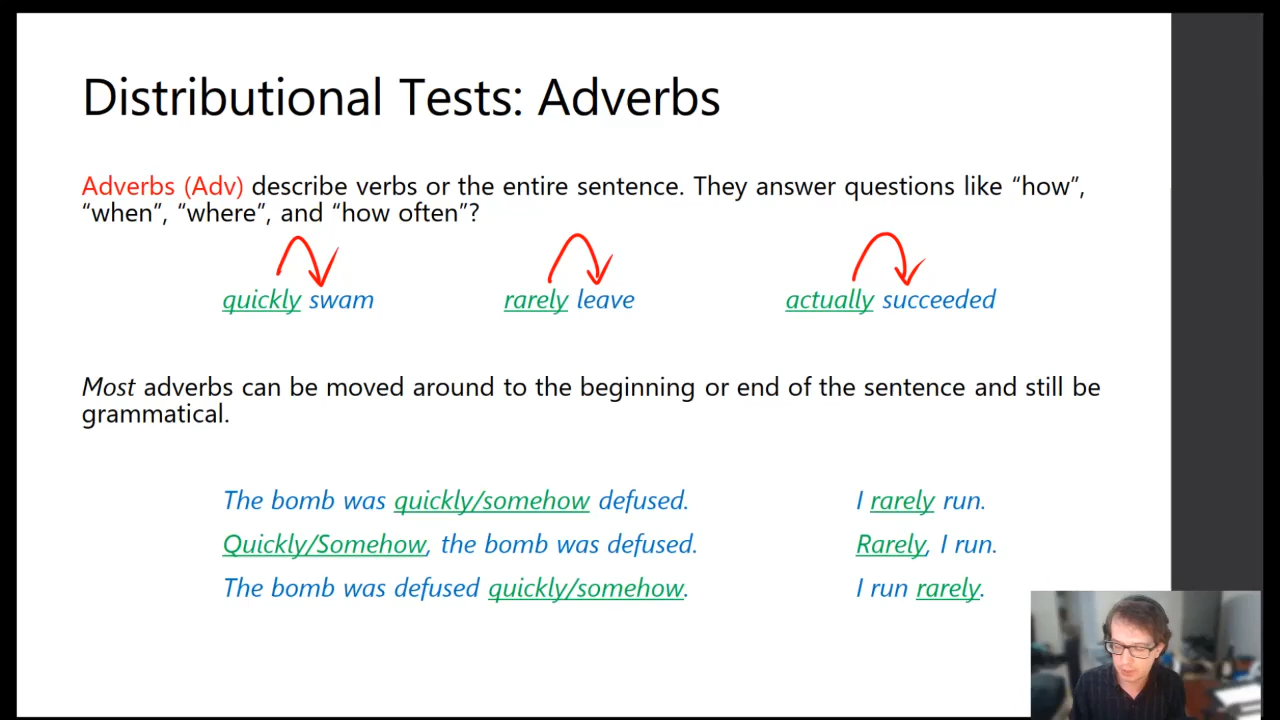 Distributional Tests: Adverbs
Adverbs (Adv) describe verbs or the entire sentence. They answer questions like “how”,
“when”, “where”, and “how often”?
quickly swam
rarely leave
actually succeeded
Most adverbs can be moved around to the beginning or end of the sentence and still be
grammatical.
The bomb was quickly/somehow defused.
Quickly/Somehow, the bomb was defused.
The bomb was defused quickly/somehow.
I rarely run.
Rarely, I run.
I run rarely.